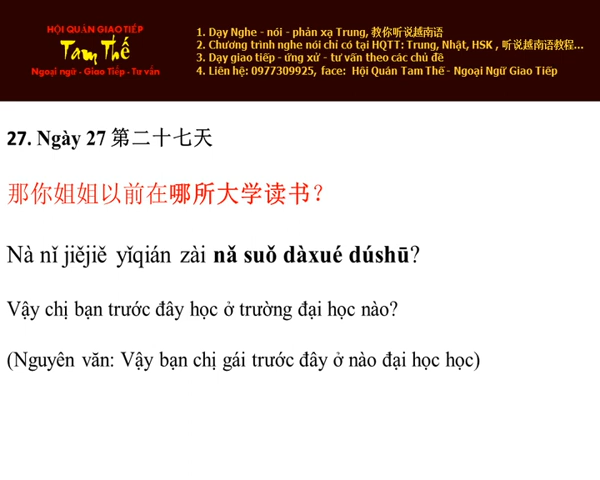 HỘI QUÁN GIAO TIẾP
Tam Thế
Ngoại ngữ - Giao Tiếp - Tư vấn
1. Dạy Nghe - nói - phản xạ Trung, 教你听说越南语
2. Chương trình nghe nói chỉ có tại HQTT: Trung, Nhật, HSK , 听说越南语教程...
3. Dạy giao tiếp - ứng xử - tư vấn theo các chủ đề
4. Liên hệ: 0977309925, face: Hội Quán Tam Thế - Ngoại Ngữ Giao Tiếp
27. Ngày 27 第二十七天
那你姐姐以前在哪所大学读书？
Nà nǐ jiějiě yǐqián zài nǎ suǒ dàxué dúshū?
Vậy chị bạn trước đây học ở trường đại học nào?
(Nguyên văn: Vậy bạn chị gái trước đây ở nào đại học học)